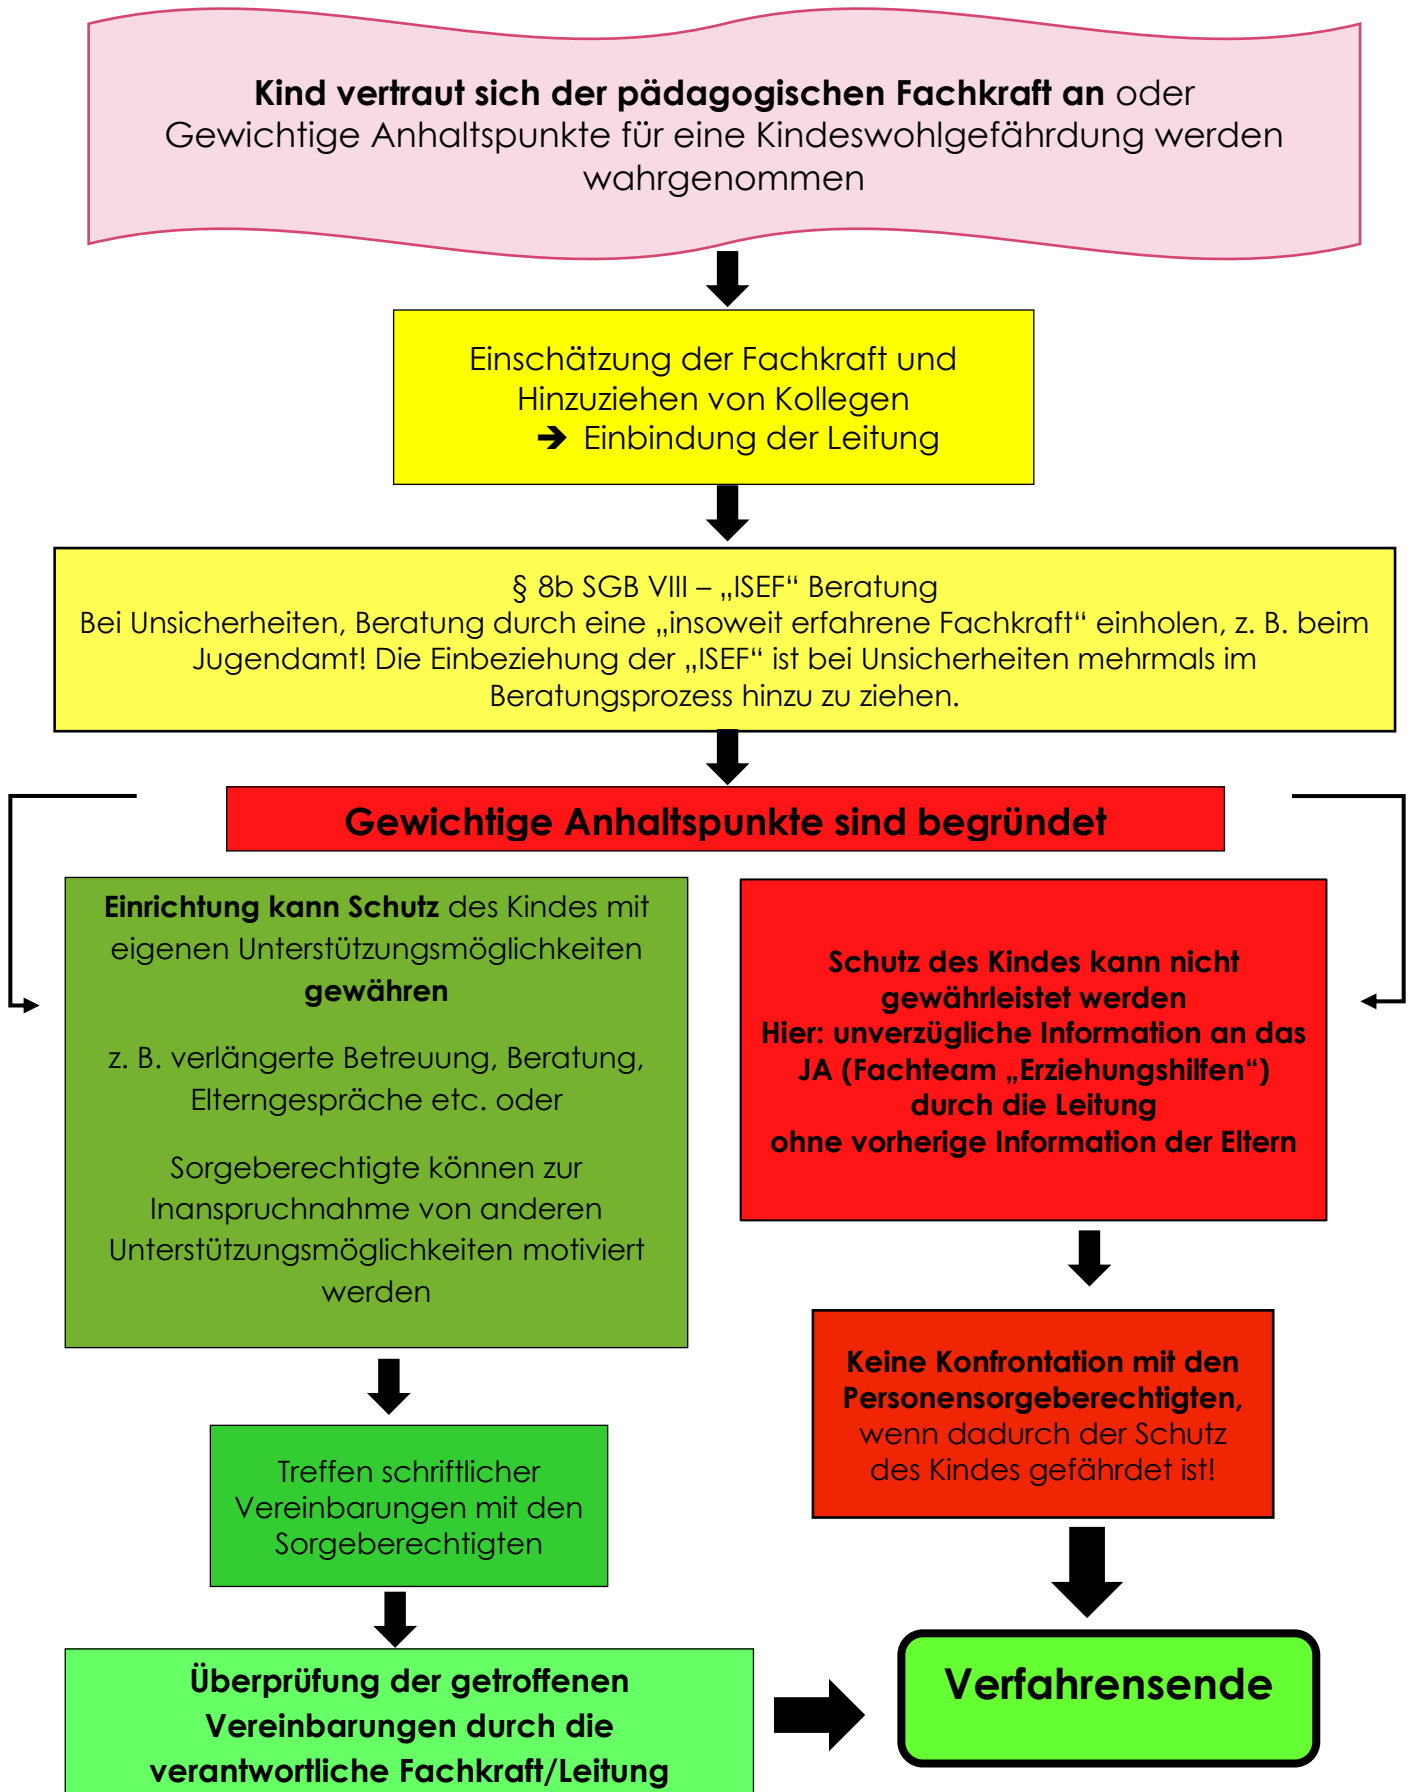 Kind vertraut sich der pädagogischen Fachkraft an oder
Gewichtige Anhaltspunkte für eine Kindeswohlgefährdung werden
wahrgenommen
Einschätzung der Fachkraft und
Hinzuziehen von Kollegen
➔ Einbindung der Leitung
§ 8b SGB VIII – „ISEF“ Beratung
Bei Unsicherheiten, Beratung durch eine „insoweit erfahrene Fachkraft“ einholen, z. B. beim
Jugendamt! Die Einbeziehung der „ISEF“ ist bei Unsicherheiten mehrmals im
Beratungsprozess hinzu zu ziehen.
Gewichtige Anhaltspunkte sind begründet
Einrichtung kann Schutz des Kindes mit
eigenen Unterstützungsmöglichkeiten
gewähren
z. B. verlängerte Betreuung, Beratung,
Elterngespräche etc. oder
Sorgeberechtigte können zur
Inanspruchnahme von anderen
Unterstützungsmöglichkeiten motiviert
werden
Schutz des Kindes kann nicht
gewährleistet werden
Hier: unverzügliche Information an das
JA (Fachteam „Erziehungshilfen“)
durch die Leitung
ohne vorherige Information der Eltern
Keine Konfrontation mit den
Personensorgeberechtigten,
wenn dadurch der Schutz
des Kindes gefährdet ist!
Treffen schriftlicher
Vereinbarungen mit den
Sorgeberechtigten
Überprüfung der getroffenen
Vereinbarungen durch die
verantwortliche Fachkraft/Leitung
Verfahrensende